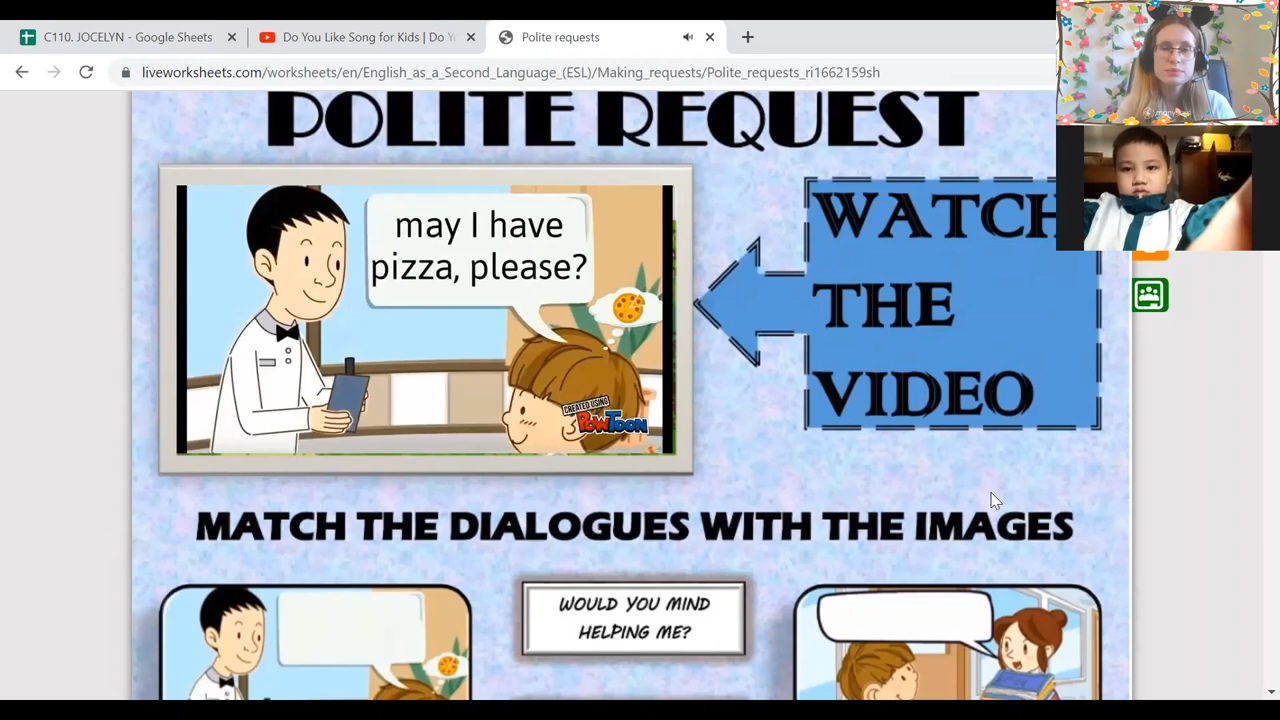 C110. JOCELYN - Google Sheets
Do You Like Song for Kids | Do Yo
Polite requests
liveworksheets.com/worksheets/en/English_as_a_Second_Language_(ESL)/Making_requests/Polite_requests_ri1662159sh
POLITE REQUEST
may I have
pizza, please?
CREATED USING
POWTOON
WATCH
THE
VIDEO
MATCH THE DIALOGUES WITH THE IMAGES
WOULD YOU MIND
HELPING ME?